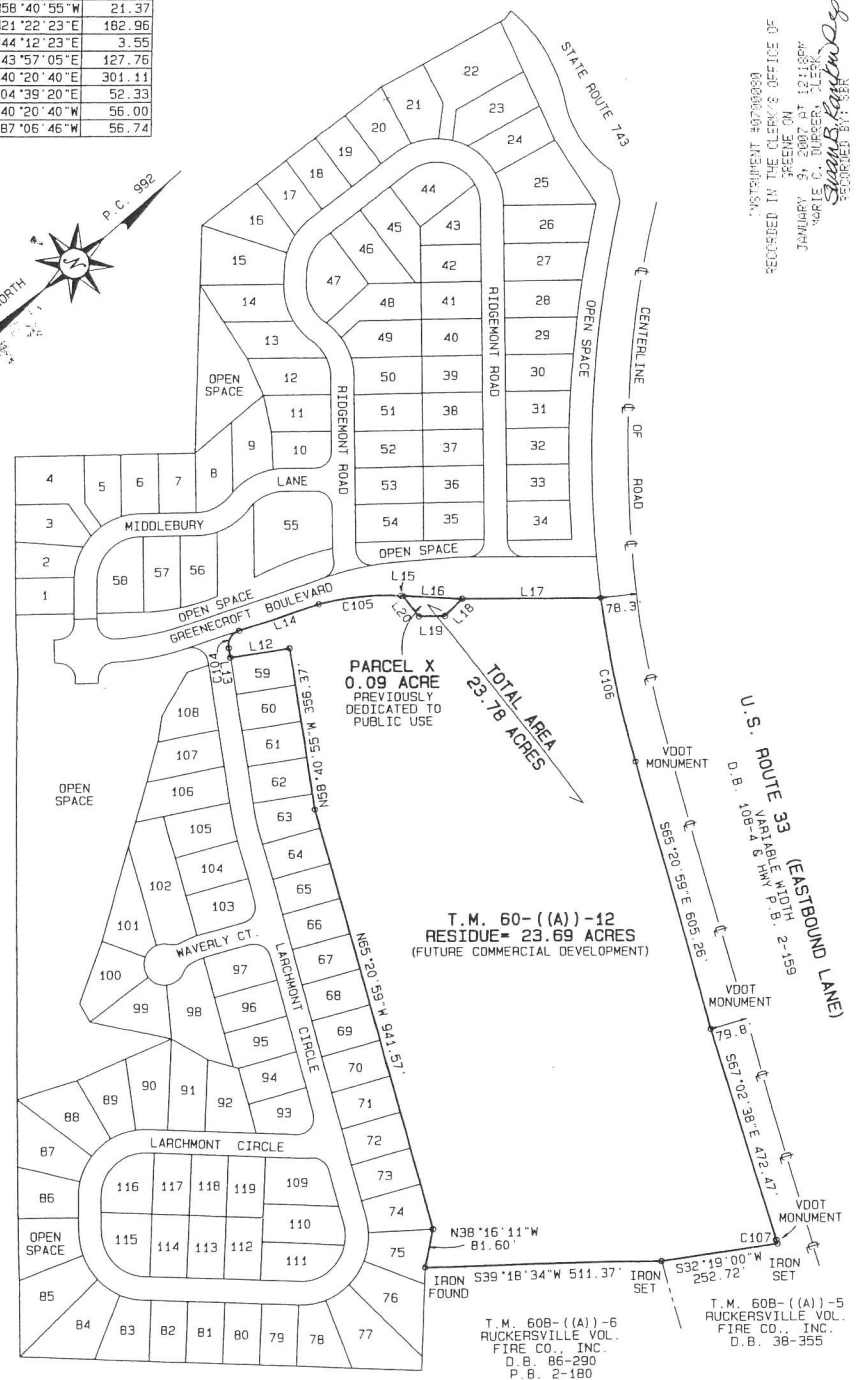 58°40'55"W 21.37
21°22'23"E 182.96
44°12'23"E 3.55
43°57'05"E 127.76
40°20'40"E 301.11
04°39'20"E 52.33
40°20'40"W 56.00
87°06'46"W 56.74
P.C. 992
NORTH
N
STATE ROUTE 743
RECORDED IN THE CLERK'S OFFICE OF
GREENE ON
JANUARY 9, 2007 AT 12:18PM
MARIE C. DURRER, CLERK
RECORDED BY: SBR
22
21
23
20
24
19
18
44
25
17
16
45
43
26
46
15
42
27
47
14
48
41
28
13
49
40
29
RIDGEMONT ROAD
OPEN SPACE
CENTERLINE OF ROAD
OPEN
SPACE
12
50
39
30
RIDGEMONT ROAD
11
51
38
31
9
10
52
37
32
4
5
6
7
8
LANE
53
36
33
3
MIDDLEBURY
55
54
35
34
2
58
57
56
OPEN SPACE
1
OPEN SPACE
GREENECROFT BOULEVARD
L15
L16
L17
C105
L20
L18
L19
L14
78.3'
C104
L13
L12
PARCEL X
0.09 ACRE
PREVIOUSLY
DEDICATED TO
PUBLIC USE
TOTAL AREA
23.78 ACRES
C106
59
60
61
62
63
N58°40'55"W 356.37'
108
107
106
OPEN
SPACE
105
104
103
102
101
100
99
98
WAVERLY CT.
64
65
66
67
68
69
70
71
72
73
74
75
LARCHMONT CIRCLE
97
96
95
94
93
N65°20'59"W 941.57'
T.M. 60-((A))-12
RESIDUE= 23.69 ACRES
(FUTURE COMMERCIAL DEVELOPMENT)
VDOT
MONUMENT
U.S. ROUTE 33 (EASTBOUND LANE)
VARIABLE WIDTH
D.B. 108-4 & HWY P.B. 2-159
S65°20'59"E 605.26'
VDOT
MONUMENT
79.8'
S67°02'38"E 472.47'
VDOT
MONUMENT
C107
IRON
SET
92
91
90
89
88
87
86
LARCHMONT CIRCLE
116
117
118
119
109
110
115
114
113
112
111
OPEN
SPACE
85
84
83
82
81
80
79
78
77
76
N38°16'11"W
81.60'
IRON
FOUND
S39°18'34"W 511.37'
IRON
SET
S32°19'00"W
252.72'
T.M. 60B-((A))-6
RUCKERSVILLE VOL.
FIRE CO., INC.
D.B. 86-290
P.B. 2-180
T.M. 60B-((A))-5
RUCKERSVILLE VOL.
FIRE CO., INC.
D.B. 38-355